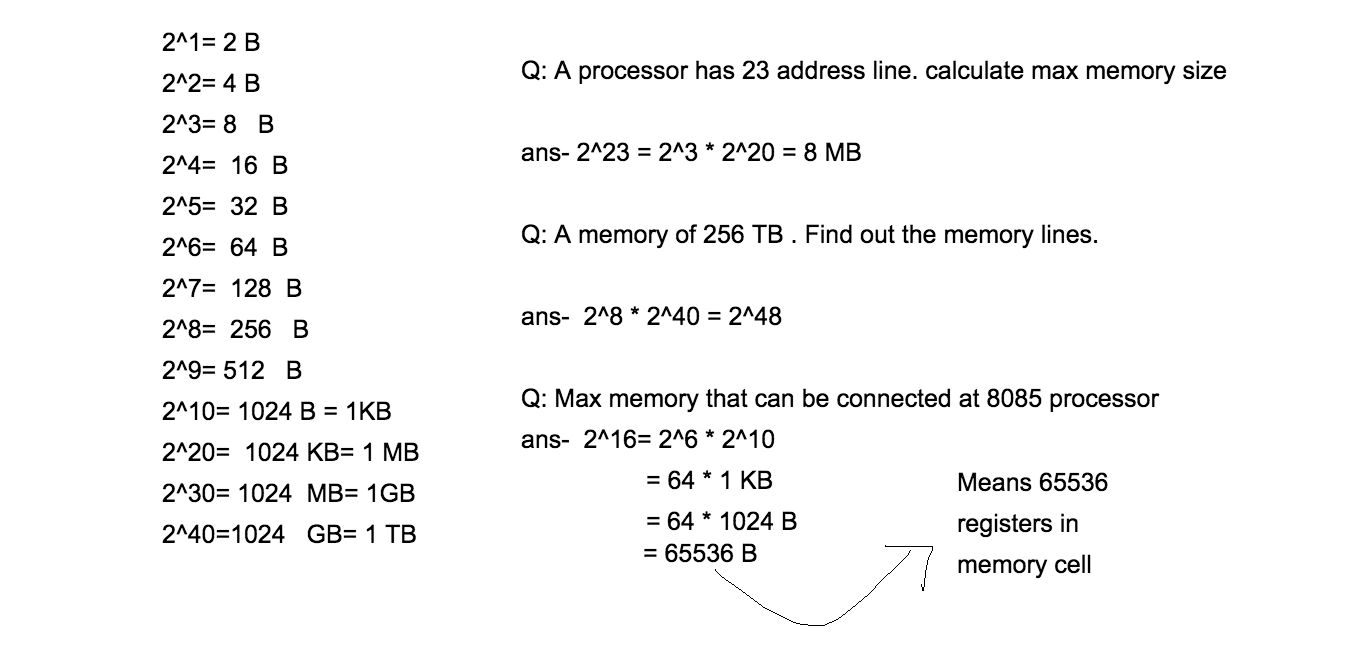 2^1= 2 B
2^2= 4 B
2^3= 8 B
2^4= 16 B
2^5= 32 B
2^6= 64 B
2^7= 128 B
2^8= 256 B
2^9= 512 B
2^10= 1024 B = 1KB
2^20= 1024 KB= 1 MB
2^30= 1024 MB= 1GB
2^40=1024 GB= 1 TB
Q: A processor has 23 address line. calculate max memory size
ans- 2^23 = 2^3 * 2^20 = 8 MB
Q: A memory of 256 TB . Find out the memory lines.
ans- 2^8 * 2^40 = 2^48
Q: Max memory that can be connected at 8085 processor
ans- 2^16= 2^6 * 2^10
= 64 * 1 KB
= 64 * 1024 B
= 65536 B
Means 65536
registers in
memory cell